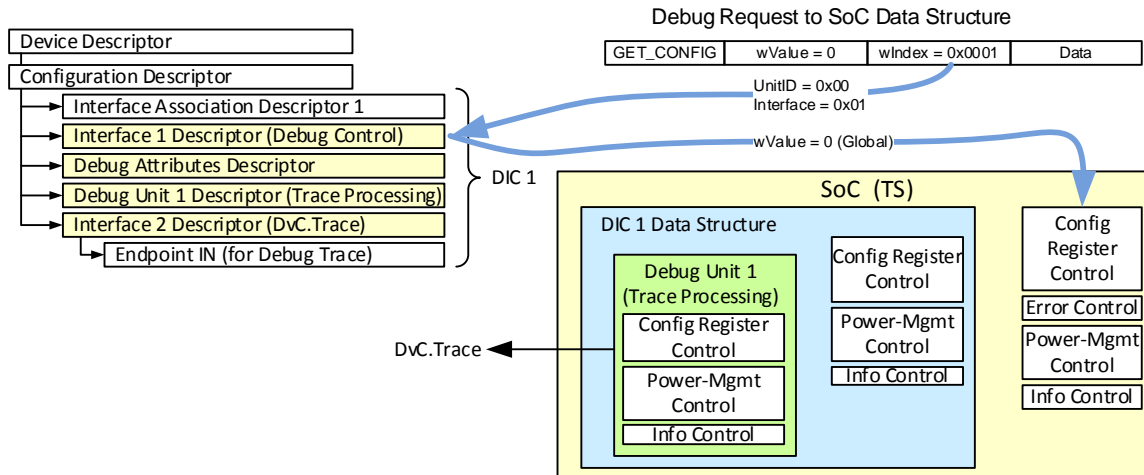 Debug Request to SoC Data Structure
GET_CONFIG wValue = 0 wIndex = 0x0001 Data
UnitID = 0x00
Interface = 0x01
wValue = 0 (Global)
Device Descriptor
Configuration Descriptor
Interface Association Descriptor 1
Interface 1 Descriptor (Debug Control)
Debug Attributes Descriptor
Debug Unit 1 Descriptor (Trace Processing)
Interface 2 Descriptor (DvC.Trace)
Endpoint IN (for Debug Trace)
DIC 1
SoC (TS)
DIC 1 Data Structure
Debug Unit 1
(Trace Processing)
Config Register
Control
Power-Mgmt
Control
Info Control
DvC.Trace
Config Register
Control
Power-Mgmt
Control
Info Control
Config
Register
Control
Error Control
Power-Mgmt
Control
Info Control